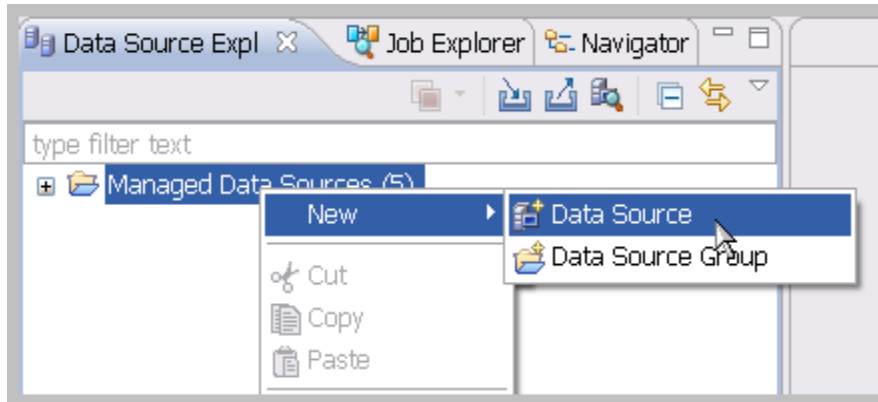 Data Source Expl Job Explorer Navigator
type filter text
Managed Data Sources (5)
New Data Source
Data Source Group
Cut
Copy
Paste